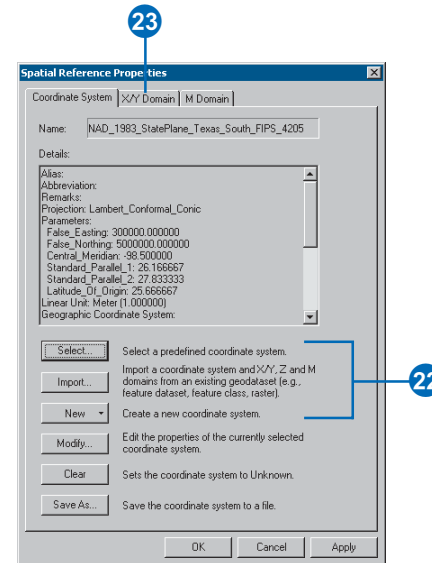 23
Spatial Reference Properties
Coordinate System X/Y Domain M Domain
Name: NAD_1983_StatePlane_Texas_South_FIPS_4205
Details:
Alias:
Abbreviation:
Remarks:
Projection: Lambert_Conformal_Conic
Parameters:
False_Easting: 300000.000000
False_Northing: 5000000.000000
Central_Meridian: -98.500000
Standard_Parallel_1: 26.166667
Standard_Parallel_2: 27.833333
Latitude_Of_Origin: 25.666667
Linear Unit: Meter (1.000000)
Geographic Coordinate System:
Select... Select a predefined coordinate system.
Import... Import a coordinate system and X/Y, Z and M
domains from an existing geodataset (e.g.,
feature dataset, feature class, raster).
22
New Create a new coordinate system.
Modify... Edit the properties of the currently selected
coordinate system.
Clear Sets the coordinate system to Unknown.
Save As... Save the coordinate system to a file.
OK Cancel Apply